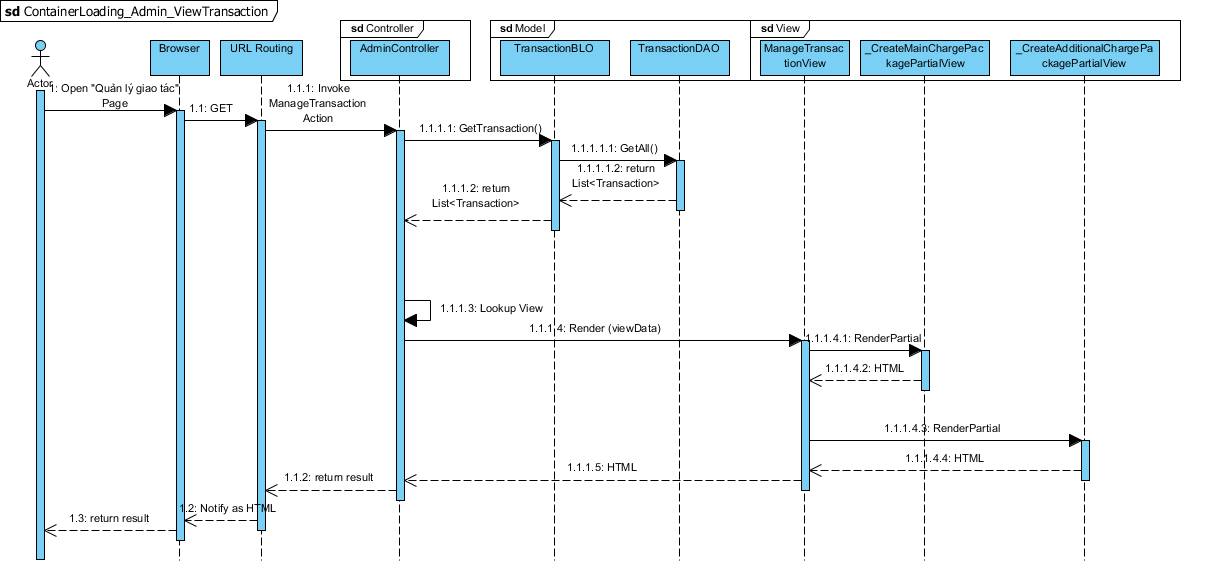 sd ContainerLoading_Admin_ViewTransaction
sd Controller
sd Model
sd View
Actor
Browser
URL Routing
AdminController
TransactionBLO
TransactionDAO
ManageTransac
tionView
_CreateMainChargePac
kagePartialView
_CreateAdditionalChargePa
ckagePartialView
1: Open "Quản lý giao tác"
Page
1.1: GET
1.1.1: Invoke
ManageTransaction
Action
1.1.1.1: GetTransaction()
1.1.1.1.1: GetAll()
1.1.1.1.2: return
List<Transaction>
1.1.1.2: return
List<Transaction>
1.1.1.3: Lookup View
1.1.1.4: Render (viewData)
1.1.1.4.1: RenderPartial
1.1.1.4.2: HTML
1.1.1.4.3: RenderPartial
1.1.1.4.4: HTML
1.1.1.5: HTML
1.1.2: return result
1.2: Notify as HTML
1.3: return result